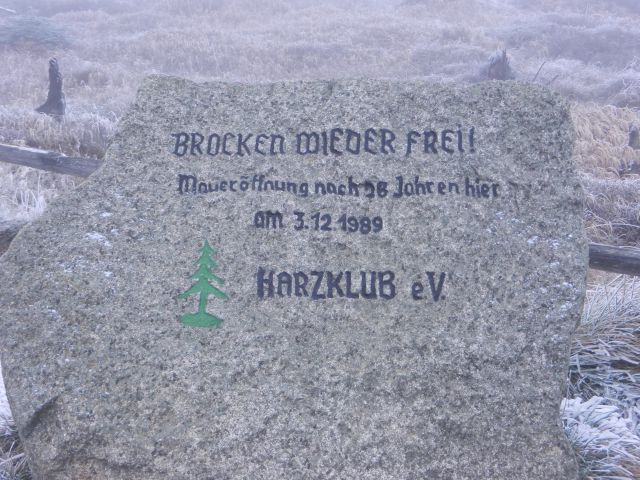 BROCKEN WIEDER FREI!
Maueröffnung nach 28 Jahren hier
am 3.12 1989
HARZKLUB e.V.